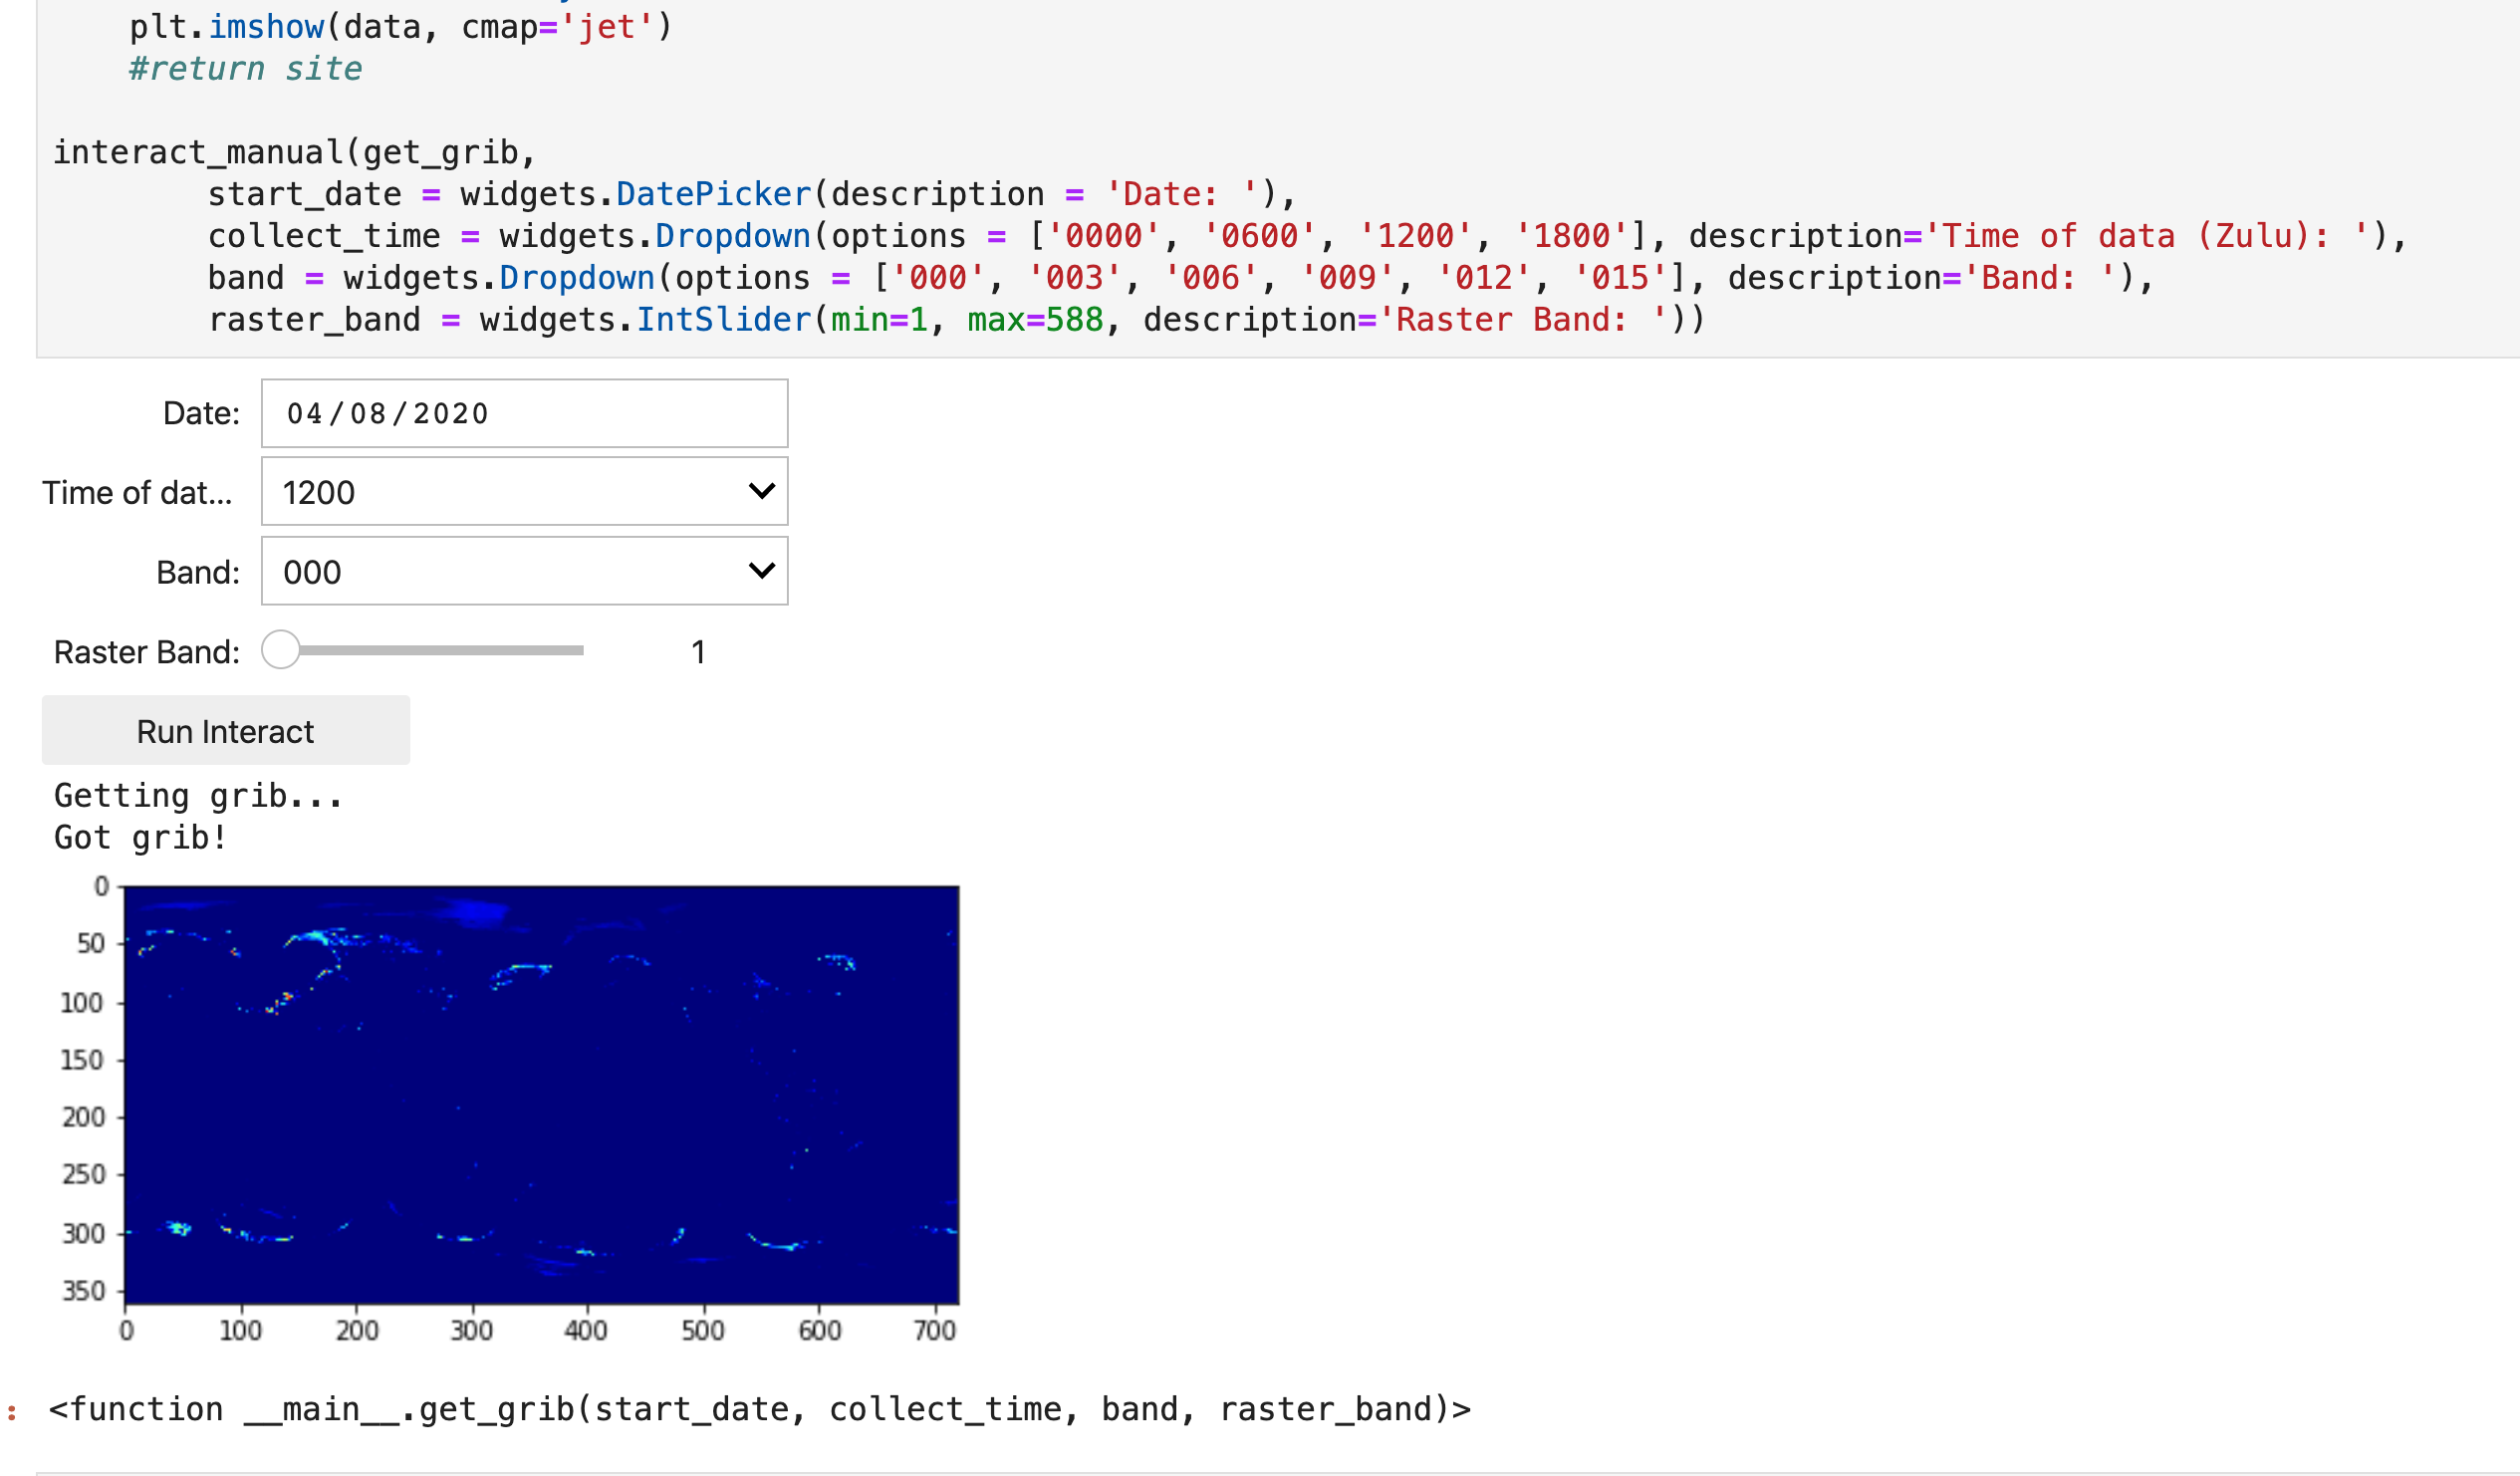 plt.imshow(data, cmap='jet')
#return site
interact_manual(get_grib,
start_date = widgets.DatePicker(description = 'Date: '),
collect_time = widgets.Dropdown(options = ['0000', '0600', '1200', '1800'], description='Time of data (Zulu): '),
band = widgets.Dropdown(options = ['000', '003', '006', '009', '012', '015'], description='Band: '),
raster_band = widgets.IntSlider(min=1, max=588, description='Raster Band: '))
Date: 04/08/2020
Time of dat... 1200
Band: 000
Raster Band: 1
Run Interact
Getting grib...
Got grib!
0
50
100
150
200
250
300
350
0 100 200 300 400 500 600 700
: <function __main__.get_grib(start_date, collect_time, band, raster_band)>